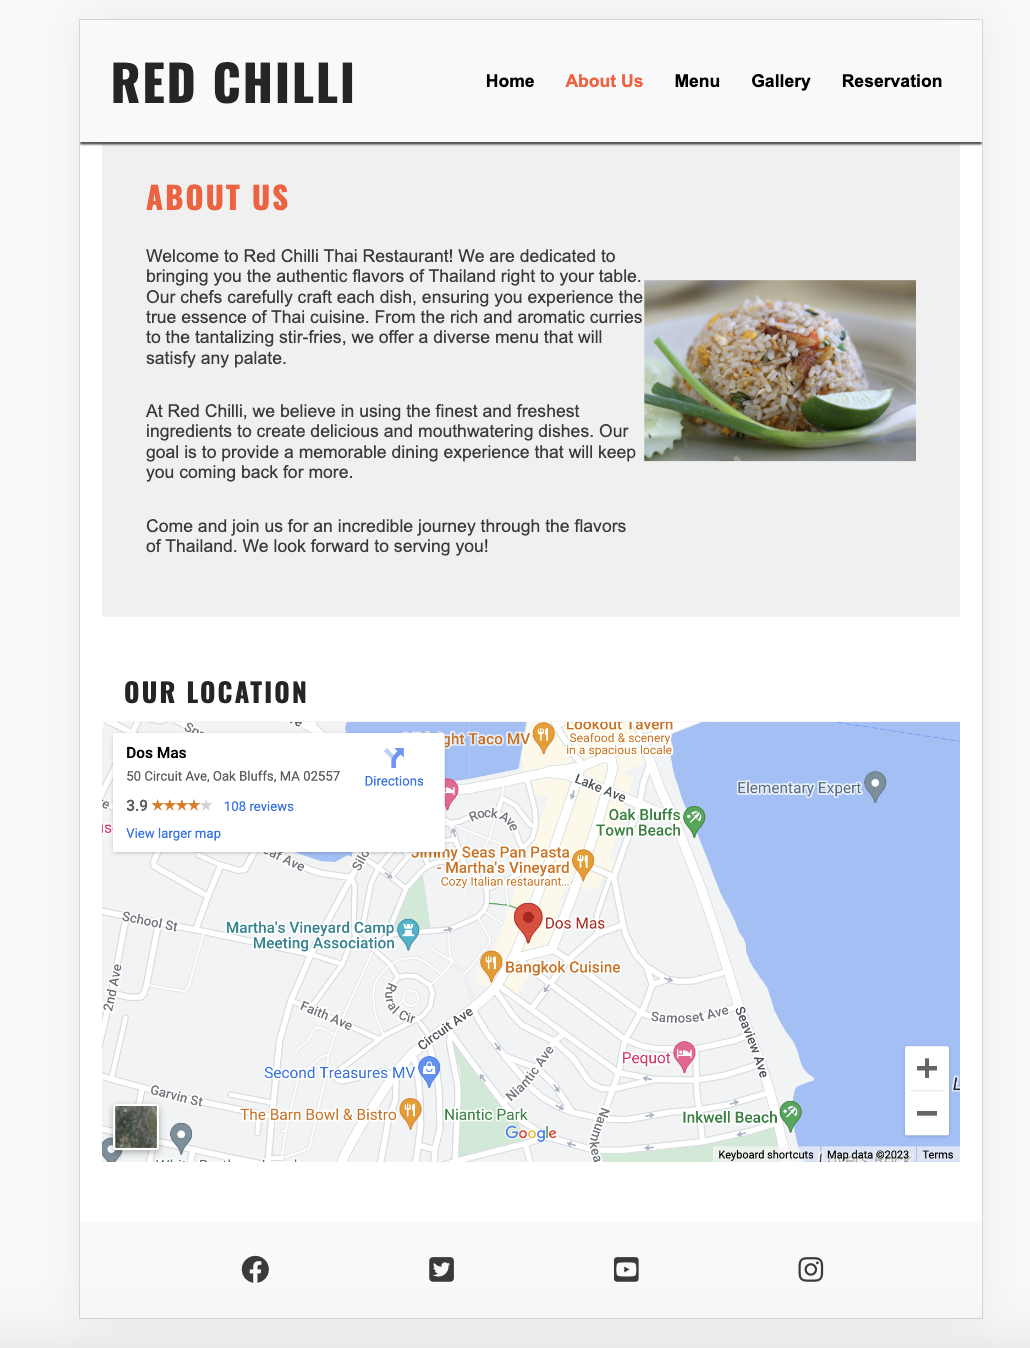 RED CHILLI
Home About Us Menu Gallery Reservation
ABOUT US
Welcome to Red Chilli Thai Restaurant! We are dedicated to
bringing you the authentic flavors of Thailand right to your table.
Our chefs carefully craft each dish, ensuring you experience the
true essence of Thai cuisine. From the rich and aromatic curries
to the tantalizing stir-fries, we offer a diverse menu that will
satisfy any palate.
At Red Chilli, we believe in using the finest and freshest
ingredients to create delicious and mouthwatering dishes. Our
goal is to provide a memorable dining experience that will keep
you coming back for more.
Come and join us for an incredible journey through the flavors
of Thailand. We look forward to serving you!
OUR LOCATION
Dos Mas
50 Circuit Ave, Oak Bluffs, MA 02557
3.9 108 reviews
View larger map
Directions
Taco MV
Lookout Tavern
Seafood & scenery
in a spacious locale
Lake Ave
Elementary Expert
Rock Ave
Oak Bluffs
Town Beach
Jimmy Seas Pan Pasta
- Martha's Vineyard
Cozy Italian restaurant...
Ave
School St
Martha's Vineyard Camp
Meeting Association
Dos Mas
Bangkok Cuisine
2nd Ave
Rural Cir
Faith Ave
Circuit Ave
Samoset Ave
Seaview Ave
Pequot
Second Treasures MV
Niantic Ave
Garvin St
The Barn Bowl & Bistro
Niantic Park
Naumkea
Inkwell Beach
Google
Keyboard shortcuts
Map data ©2023
Terms